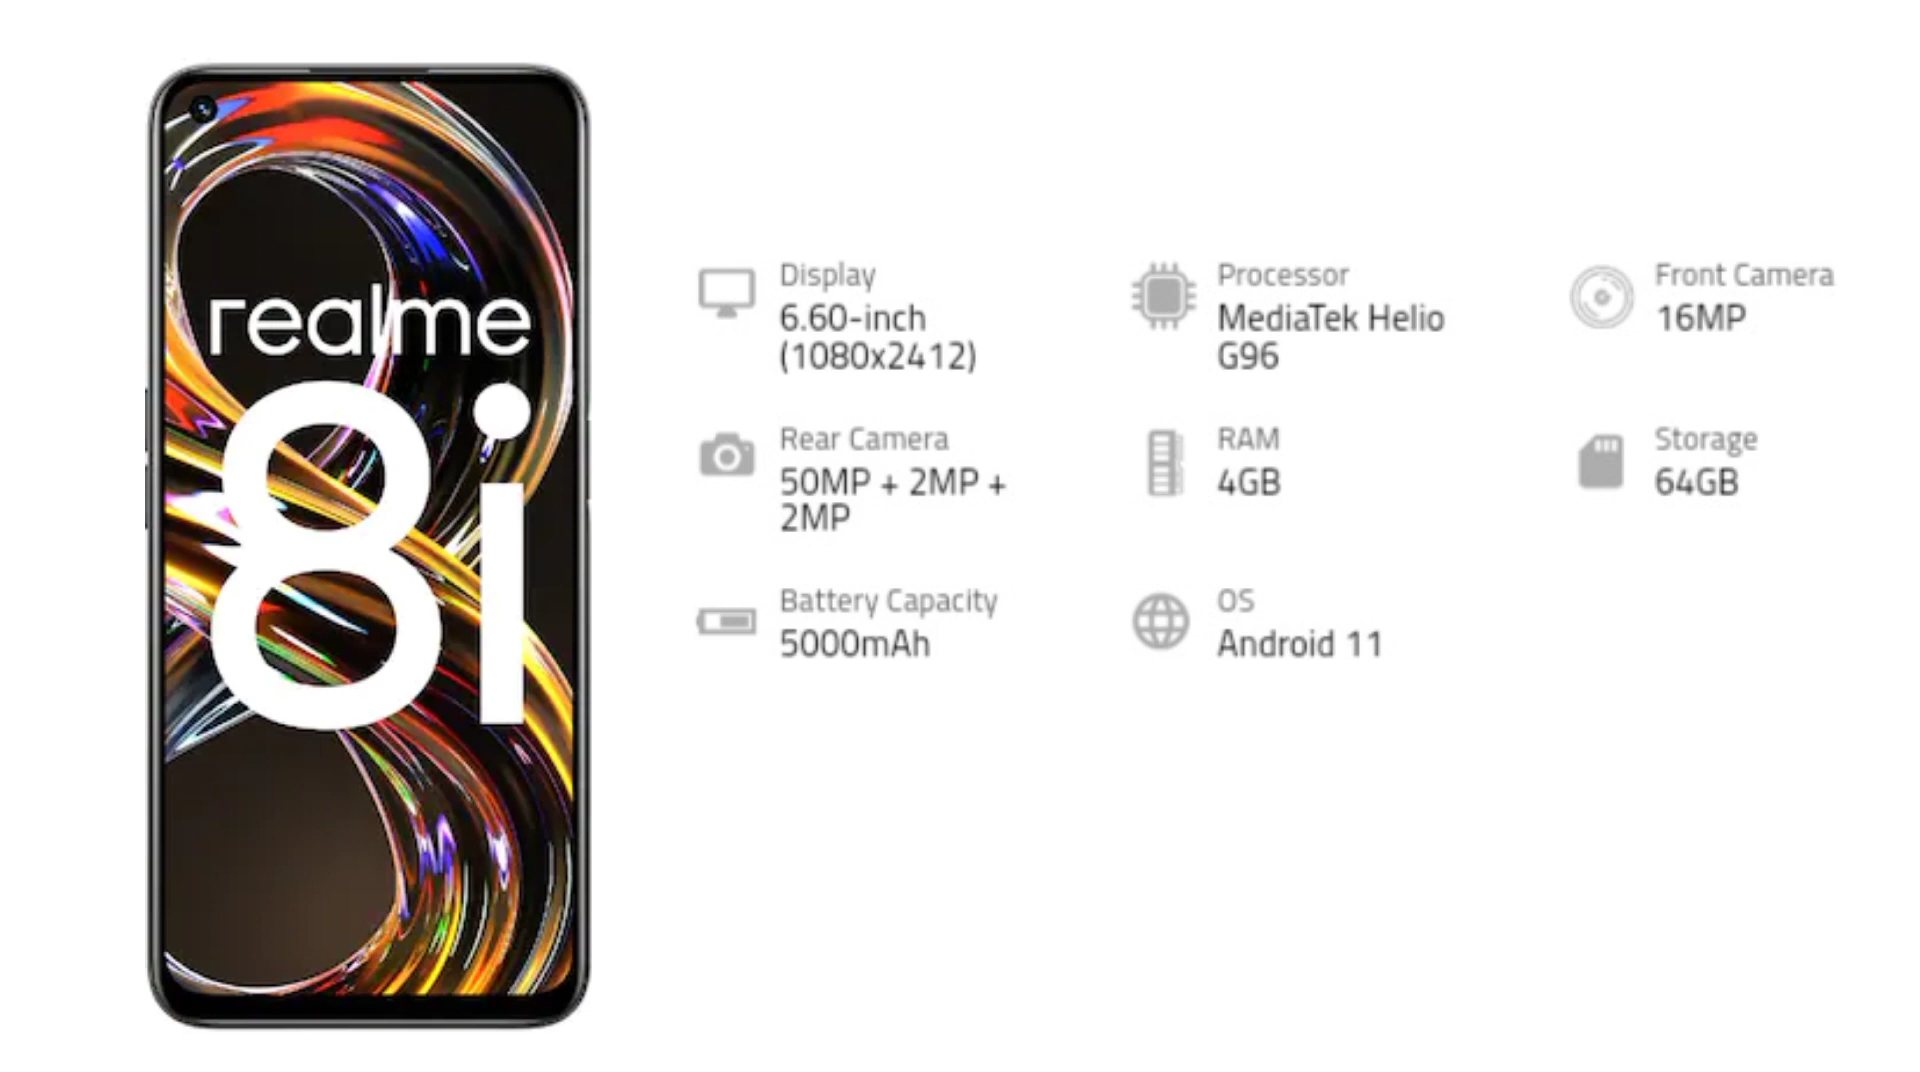 realme
8i
Display
6.60-inch
(1080x2412)
Processor
MediaTek Helio
G96
Front Camera
16MP
Rear Camera
50MP + 2MP +
2MP
RAM
4GB
Storage
64GB
Battery Capacity
5000mAh
OS
Android 11